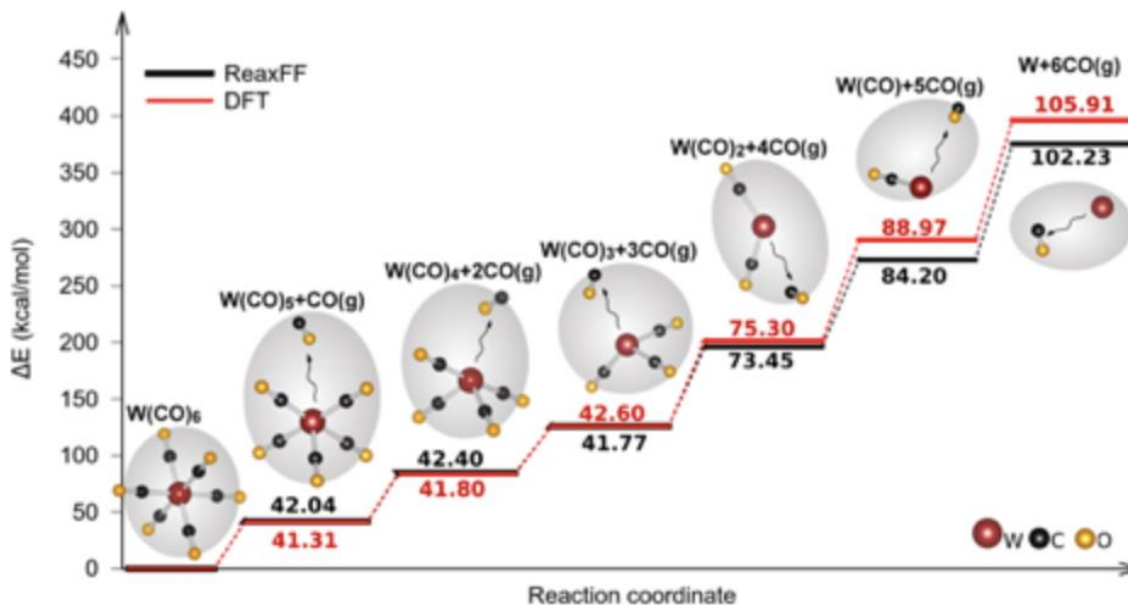 450
400
350
300
250
200
150
100
50
0
ΔE (kcal/mol)
Reaction coordinate
ReaxFF
DFT
W(CO)₆
W(CO)₅+CO(g)
42.04
41.31
W(CO)₄+2CO(g)
42.40
41.80
W(CO)₃+3CO(g)
42.60
41.77
W(CO)₂+4CO(g)
75.30
73.45
W(CO)+5CO(g)
88.97
84.20
W+6CO(g)
105.91
102.23
W C O